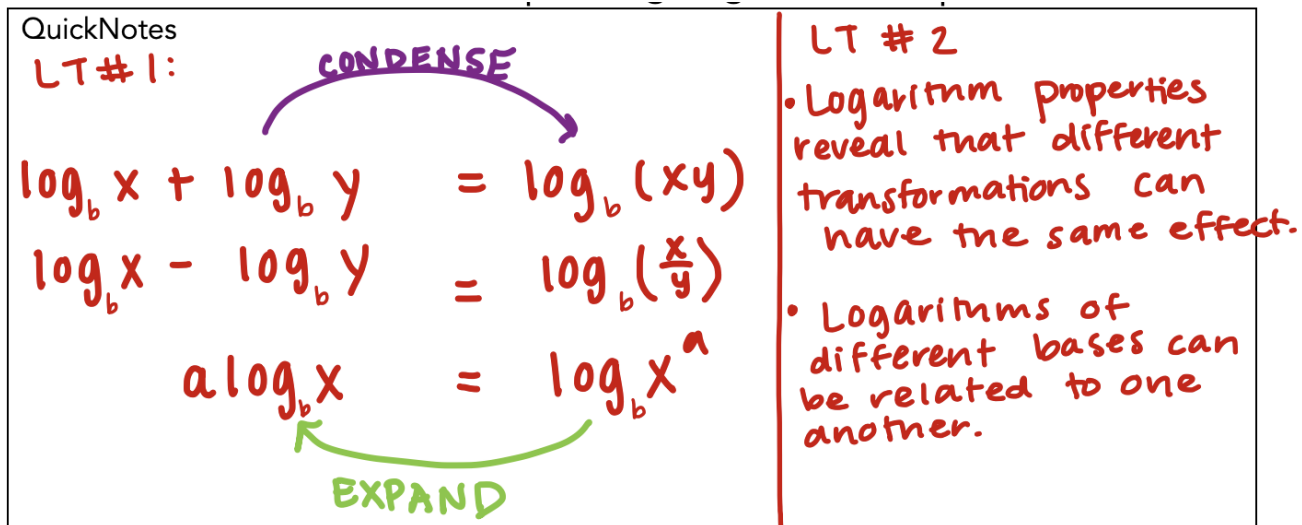 QuickNotes
LT # 1:
CONDENSE
log_b x + log_b y = log_b (xy)
log_b x - log_b y = log_b (x/y)
a log_b x = log_b x^a
EXPAND
LT # 2
• Logarithm properties
reveal that different
transformations can
have the same effect.
• Logarithms of
different bases can
be related to one
another.